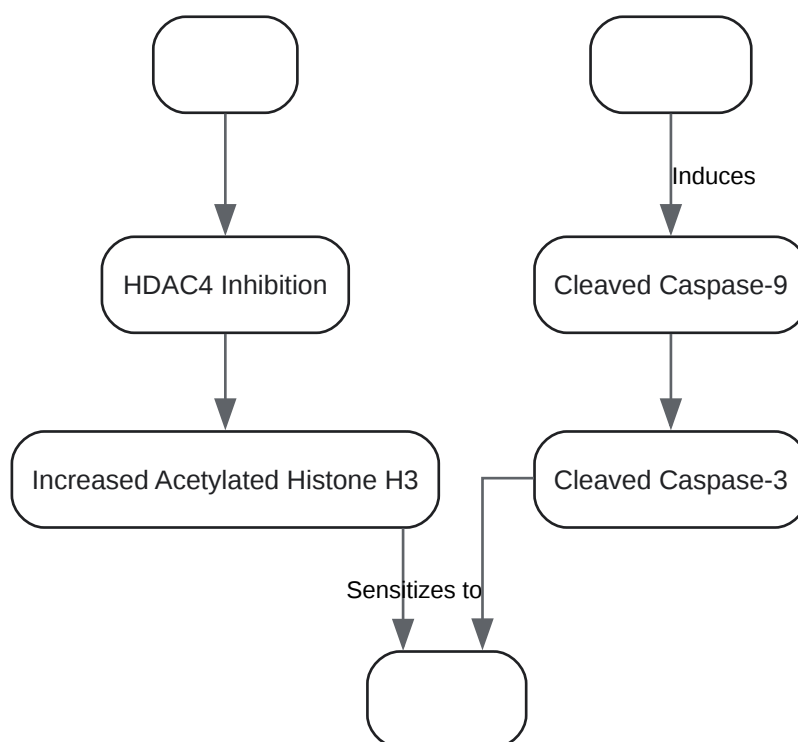 Induces
HDAC4 Inhibition
Cleaved Caspase-9
Increased Acetylated Histone H3
Cleaved Caspase-3
Sensitizes to